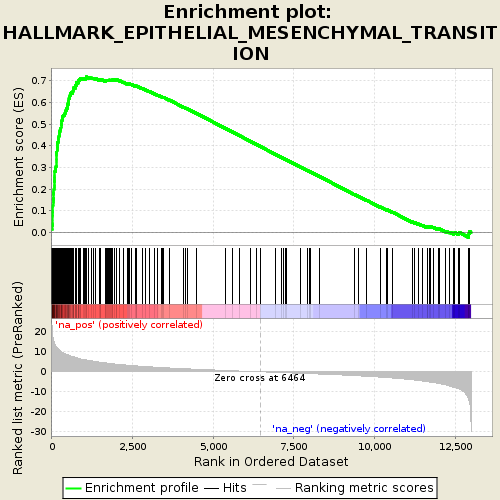 Enrichment plot:
HALLMARK_EPITHELIAL_MESENCHYMAL_TRANSIT
ION
Enrichment score (ES)
0.7
0.6
0.5
0.4
0.3
0.2
0.1
0.0
'na_pos' (positively correlated)
Ranked list metric (PreRanked)
20
10
0
-10
-20
-30
Zero cross at 6464
'na_neg' (negatively correlated)
0
2,500
5,000
7,500
10,000
12,500
Rank in Ordered Dataset
Enrichment profile
Hits
Ranking metric scores